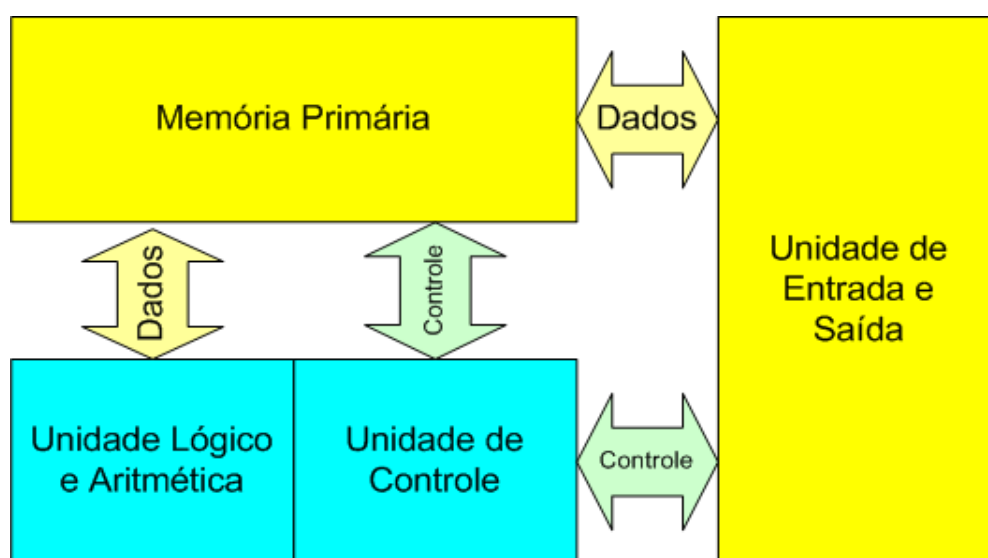 Memória Primária
Dados
Unidade de
Entrada e
Saída
Dados
Controle
Unidade Lógico
e Aritmética
Unidade de
Controle
Controle